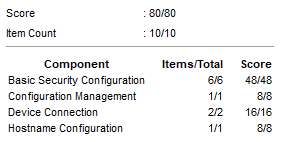 Score : 80/80
Item Count : 10/10
Component Items/Total Score
Basic Security Configuration 6/6 48/48
Configuration Management 1/1 8/8
Device Connection 2/2 16/16
Hostname Configuration 1/1 8/8